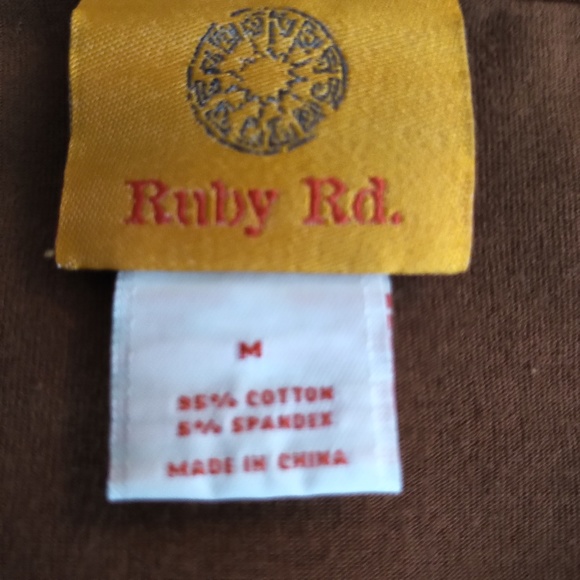 Ruby Rd.
M
95% COTTON
5% SPANDEX
MADE IN CHINA